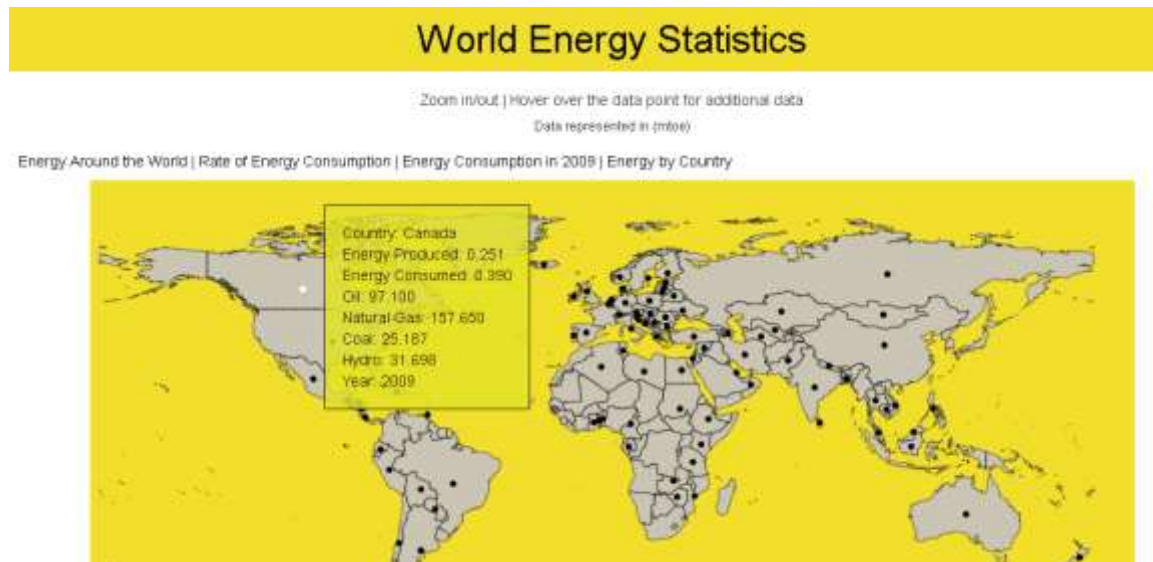 World Energy Statistics
Zoom in/out | Hover over the data point for additional data
Data represented in (mtoe)
Energy Around the World | Rate of Energy Consumption | Energy Consumption in 2009 | Energy by Country
Country: Canada
Energy Produced: 0.251
Energy Consumed: 0.390
Oil: 97.100
Natural Gas: 157.650
Coal: 25.187
Hydro: 31.698
Year: 2009